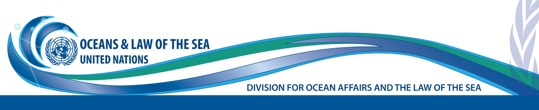 OCEANS & LAW OF THE SEA
UNITED NATIONS
DIVISION FOR OCEAN AFFAIRS AND THE LAW OF THE SEA